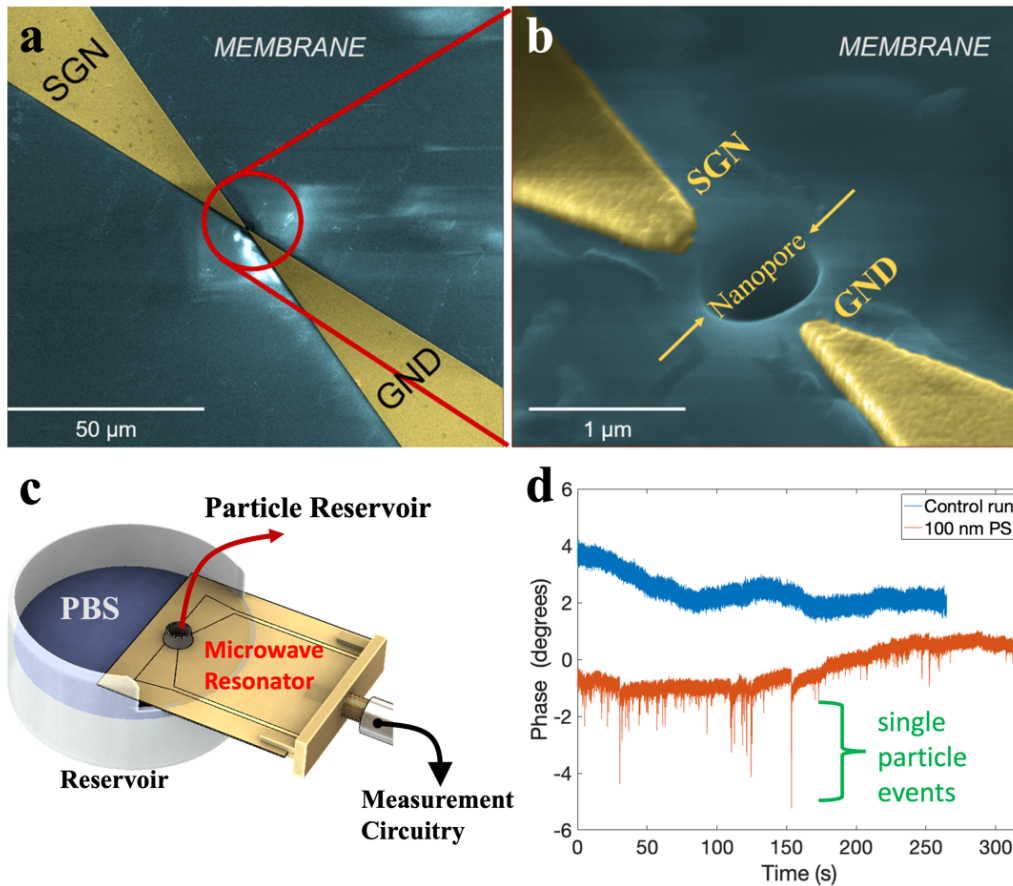 a
MEMBRANE
SGN
GND
50 µm
b
MEMBRANE
SGN
Nanopore
GND
1 µm
c
Particle Reservoir
PBS
Microwave
Resonator
Reservoir
Measurement
Circuitry
d
6
4
2
0
-2
-4
-6
Phase (degrees)
Control run
100 nm PS
single
particle
events
0 50 100 150 200 250 300
Time (s)